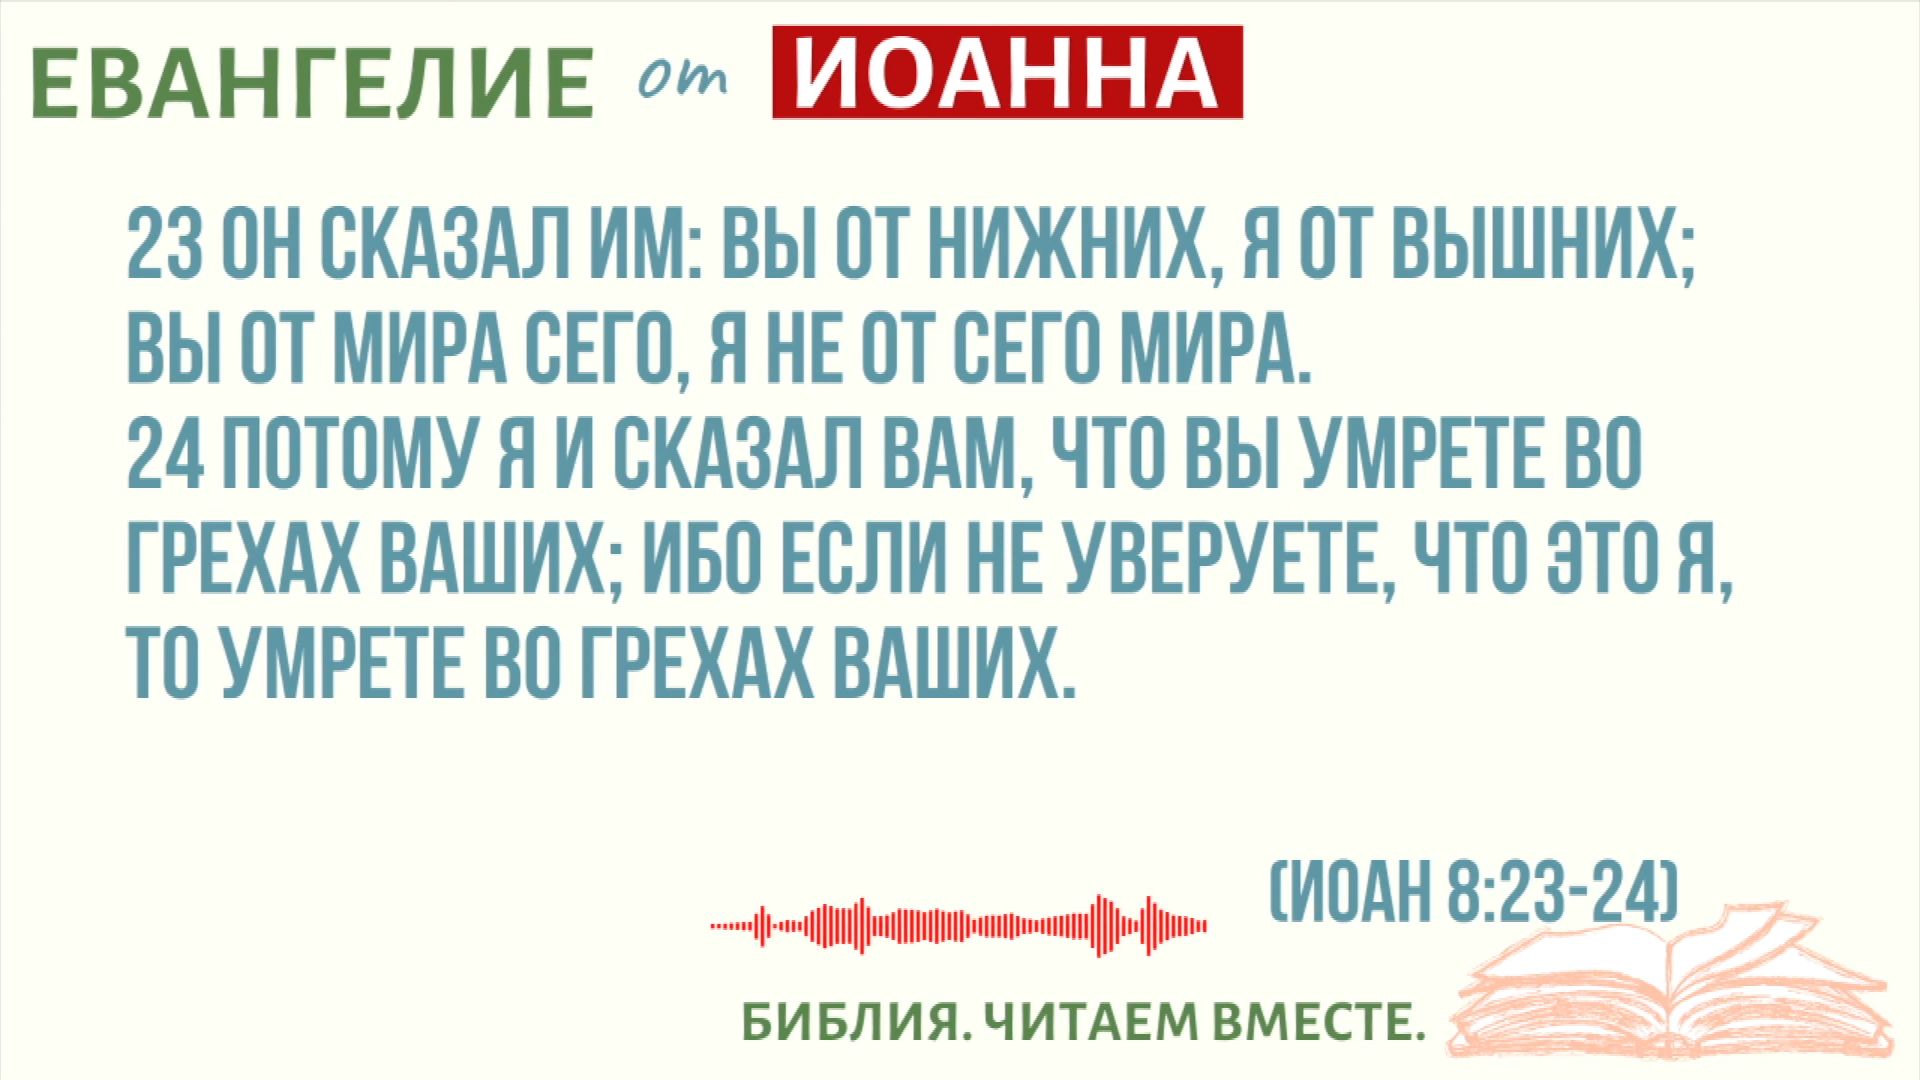 ЕВАНГЕЛИЕ от ИОАННА
23 ОН СКАЗАЛ ИМ: ВЫ ОТ НИЖНИХ, Я ОТ ВЫШНИХ;
ВЫ ОТ МИРА СЕГО, Я НЕ ОТ СЕГО МИРА.
24 ПОТОМУ Я И СКАЗАЛ ВАМ, ЧТО ВЫ УМРЕТЕ ВО
ГРЕХАХ ВАШИХ; ИБО ЕСЛИ НЕ УВЕРУЕТЕ, ЧТО ЭТО Я,
ТО УМРЕТЕ ВО ГРЕХАХ ВАШИХ.
(ИОАН 8:23-24)
БИБЛИЯ. ЧИТАЕМ ВМЕСТЕ.